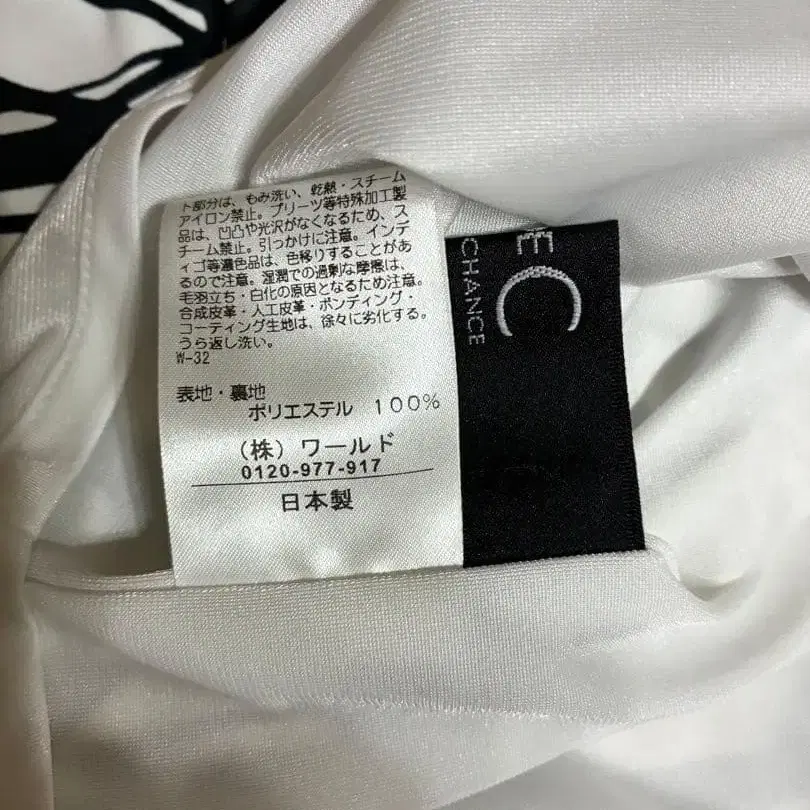 ト部分は、もみ洗い、乾熱・スチーム
アイロン禁止。プリーツ等特殊加工製
品は、凹凸や光沢がなくなるため、ス
チーム禁止。引っかけに注意。インデ
ィゴ等濃色品は、色移りすることがあ
るので注意。湿潤での過剰な摩擦は、
毛羽立ち・白化の原因となるため注意。
合成皮革・人工皮革・ボンディング・
コーティング生地は、徐々に劣化する。
うら返し洗い。
W-32
表地・裏地
ポリエステル 100%
(株) ワールド
0120-977-917
日本製
E
C
CHANCE